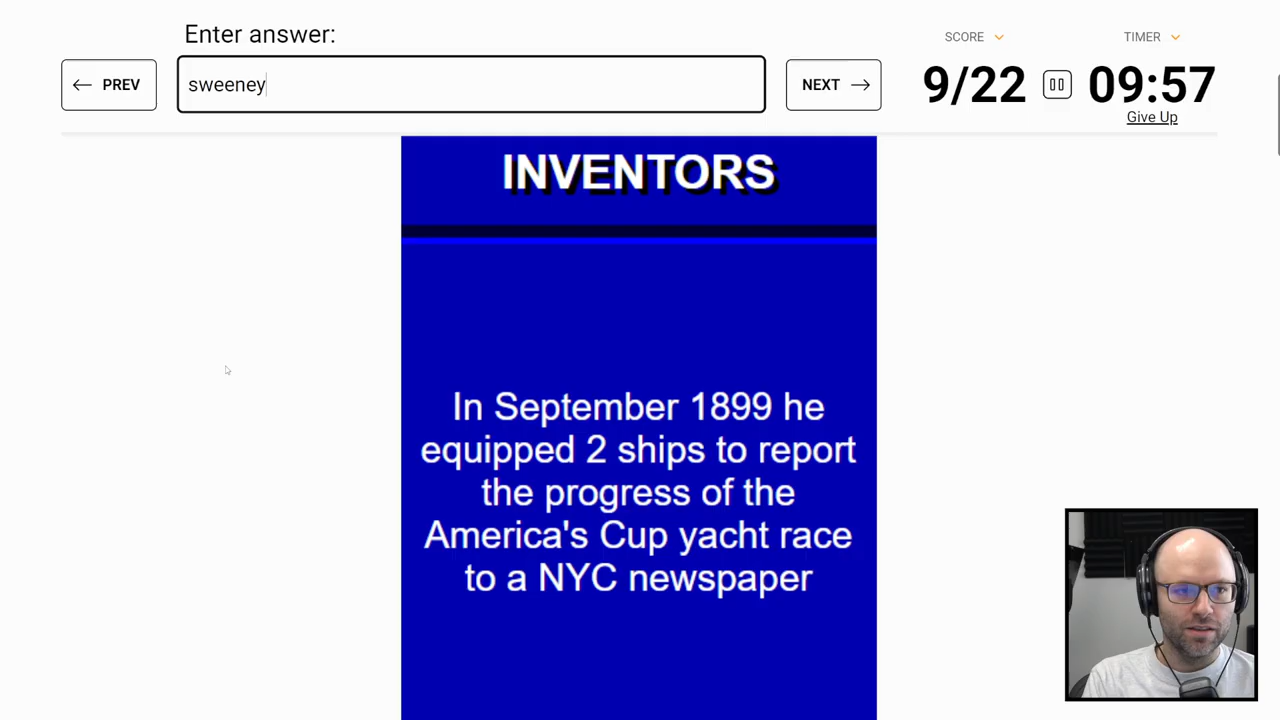 Enter answer:
SCORE
TIMER
← PREV
sweeney
NEXT →
9/22
09:57
Give Up
INVENTORS
In September 1899 he
equipped 2 ships to report
the progress of the
America's Cup yacht race
to a NYC newspaper